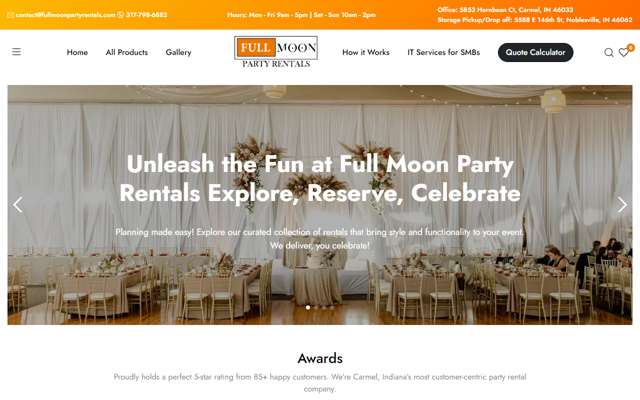 contact@fullmoonpartyrentals.com 317-798-6682
Hours: Mon - Fri 9am - 5pm | Sat - Sun 10am - 2pm
Office: 5853 Hornbean Ct, Carmel, IN 46033
Storage Pickup/Drop off: 5588 E 146th St, Noblesville, IN 46062
Home
All Products
Gallery
FULL MOON
PARTY RENTALS
How it Works
IT Services for SMBs
Quote Calculator
0
Unleash the Fun at Full Moon Party
Rentals Explore, Reserve, Celebrate
Planning made easy! Explore our curated collection of rentals that bring style and functionality to your event.
We deliver, you celebrate!
Awards
Proudly holds a perfect 5-star rating from 85+ happy customers. We're Carmel, Indiana's most customer-centric party rental
company.